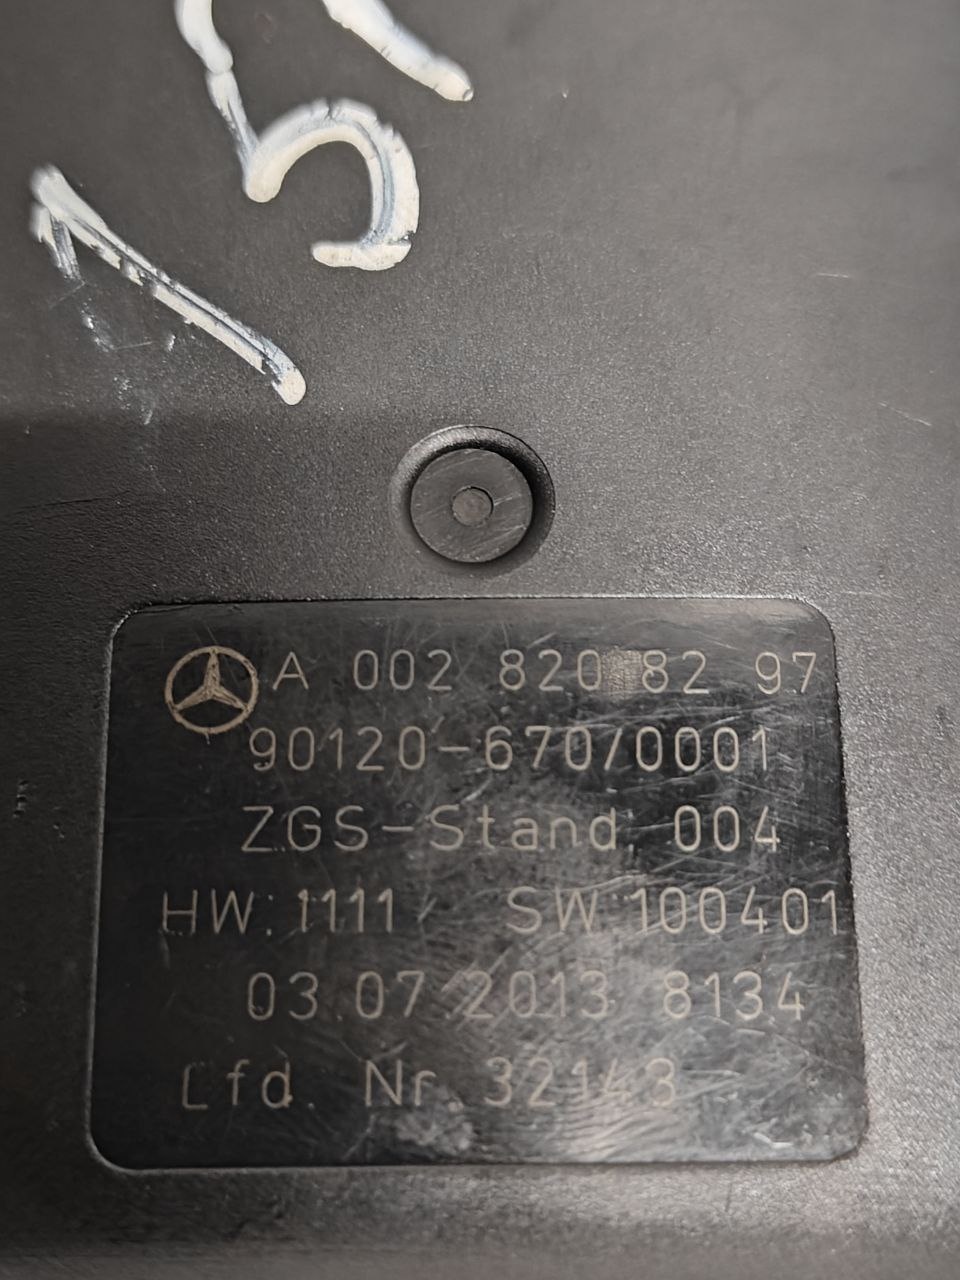 15
A 002 820 82 97
90120-670/0001
ZGS-Stand 004
HW: 1111 SW:100401
03.07.2013 8134
Lfd. Nr. 32143